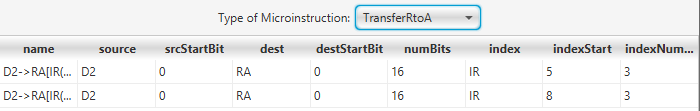 Type of Microinstruction: TransferRtoA
name source srcStartBit dest destStartBit numBits index indexStart indexNum...
D2->RA[IR(... D2 0 RA 0 16 IR 5 3
D2->RA[IR(... D2 0 RA 0 16 IR 8 3